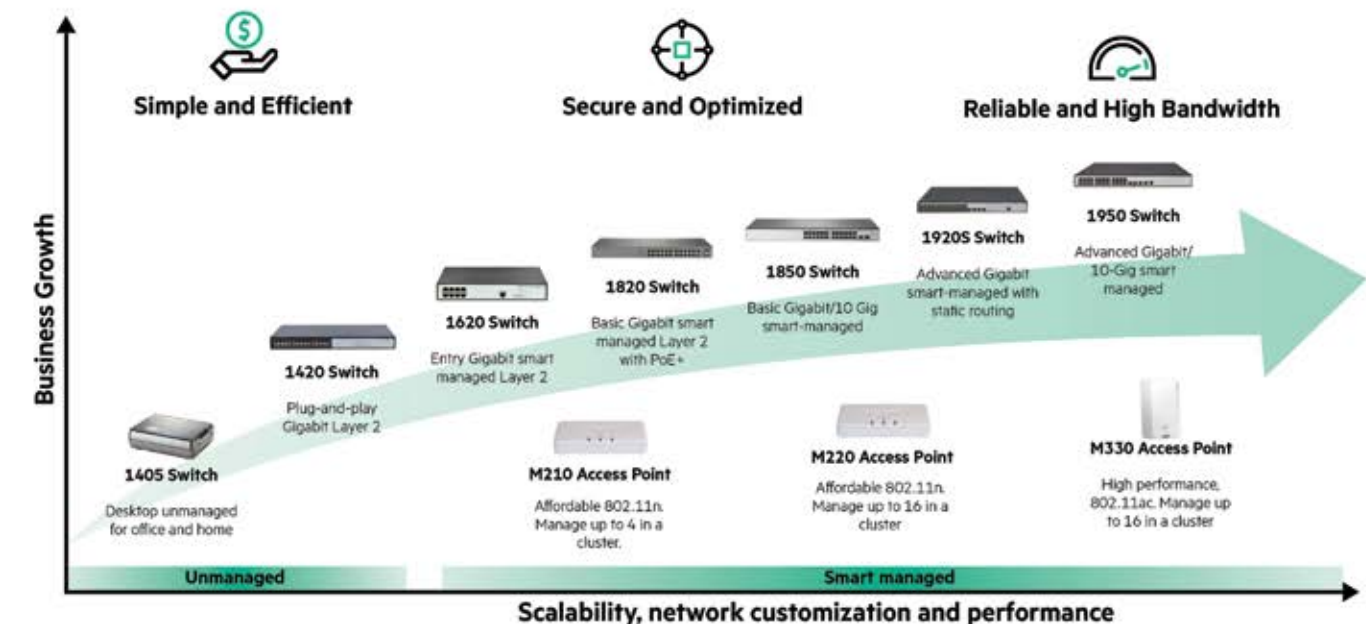 $
Simple and Efficient
Secure and Optimized
Reliable and High Bandwidth
Business Growth
1405 Switch
Desktop unmanaged
for office and home
1420 Switch
Plug-and-play
Gigabit Layer 2
1620 Switch
Entry Gigabit smart
managed Layer 2
1820 Switch
Basic Gigabit smart
managed Layer 2
with PoE+
1850 Switch
Basic Gigabit/10 Gig
smart-managed
1920S Switch
Advanced Gigabit
smart-managed with
static routing
1950 Switch
Advanced Gigabit/
10-Gig smart
managed
M210 Access Point
Affordable 802.11n.
Manage up to 4 in a
cluster.
M220 Access Point
Affordable 802.11n.
Manage up to 16 in a
cluster
M330 Access Point
High performance,
802.11ac. Manage up
to 16 in a cluster
Unmanaged
Smart managed
Scalability, network customization and performance